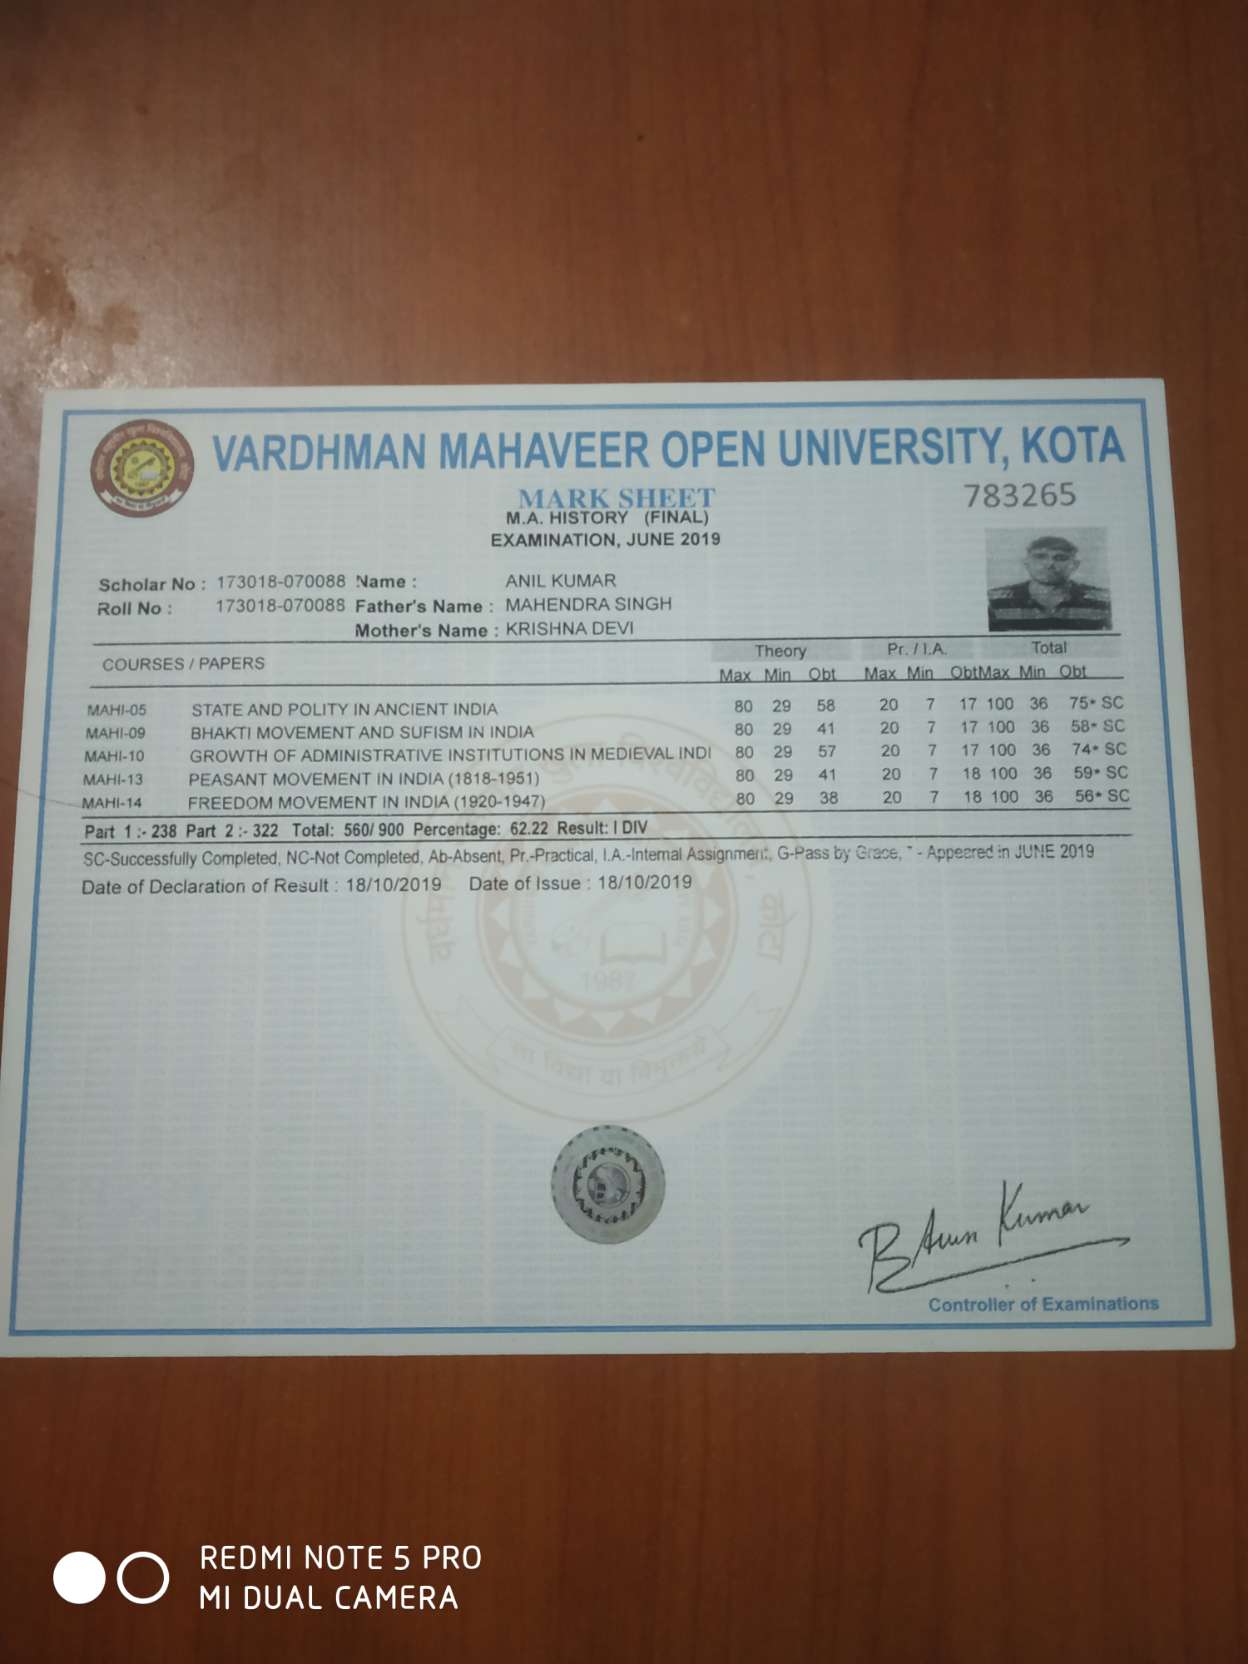 VARDHMAN MAHAVEER OPEN UNIVERSITY, KOTA
MARK SHEET
783265
M.A. HISTORY (FINAL)
EXAMINATION, JUNE 2019
Scholar No : 173018-070088 Name : ANIL KUMAR
Roll No : 173018-070088 Father's Name : MAHENDRA SINGH
Mother's Name : KRISHNA DEVI
COURSES / PAPERS Theory Pr. / I.A. Total
Max Min Obt Max Min Obt Max Min Obt
MAHI-05 STATE AND POLITY IN ANCIENT INDIA 80 29 58 20 7 17 100 36 75* SC
MAHI-09 BHAKTI MOVEMENT AND SUFISM IN INDIA 80 29 41 20 7 17 100 36 58* SC
MAHI-10 GROWTH OF ADMINISTRATIVE INSTITUTIONS IN MEDIEVAL INDI 80 29 57 20 7 17 100 36 74* SC
MAHI-13 PEASANT MOVEMENT IN INDIA (1818-1951) 80 29 41 20 7 18 100 36 59* SC
MAHI-14 FREEDOM MOVEMENT IN INDIA (1920-1947) 80 29 38 20 7 18 100 36 56* SC
Part 1 :- 238 Part 2 :- 322 Total: 560/ 900 Percentage: 62.22 Result: I DIV
SC-Successfully Completed, NC-Not Completed, Ab-Absent, Pr.-Practical, I.A.-Internal Assignment, G-Pass by Grace, * - Appeared in JUNE 2019
Date of Declaration of Result : 18/10/2019 Date of Issue : 18/10/2019
कोटा
1987
सा विद्या या विमुक्तये
B Arun Kumar
Controller of Examinations
REDMI NOTE 5 PRO
MI DUAL CAMERA